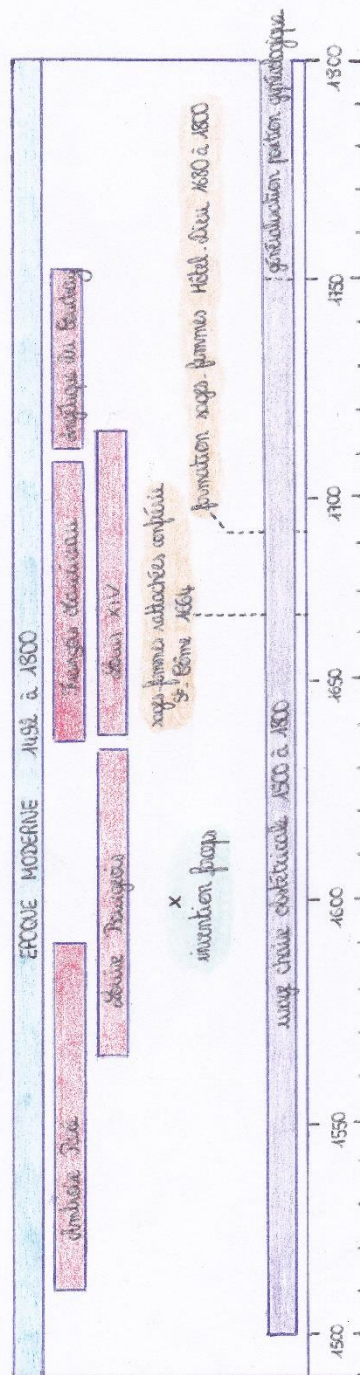 EPOQUE MODERNE 1492 à 1800
Ambroise Paré
François Mauriceau
Angélique du Coudray
Louise Bourgeois
Louis XIV
sages-femmes rattachées confrérie
St Côme 1664
formation sages-femmes Hôtel-Dieu 1630 à 1800
x
invention forceps
usage chaise obstétricale 1500 à 1800
généralisation position gynécologique
1500
1550
1600
1650
1700
1750
1800